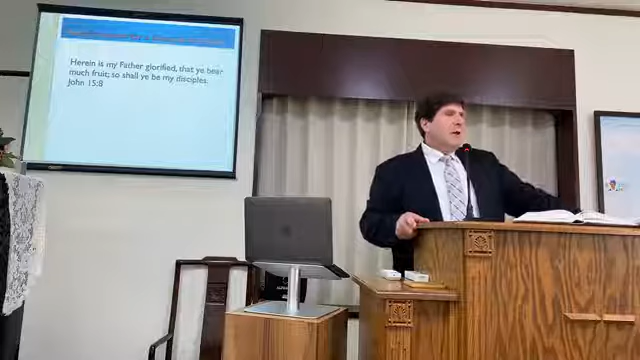 Herein is my Father glorified, that ye bear
much fruit; so shall ye be my disciples.
John 15:8